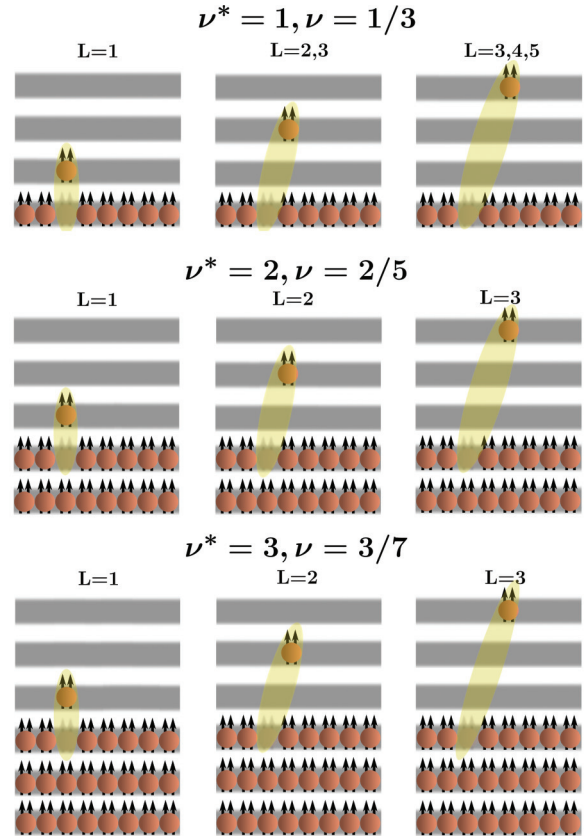 ν* = 1, ν = 1/3
L=1 L=2,3 L=3,4,5
ν* = 2, ν = 2/5
L=1 L=2 L=3
ν* = 3, ν = 3/7
L=1 L=2 L=3